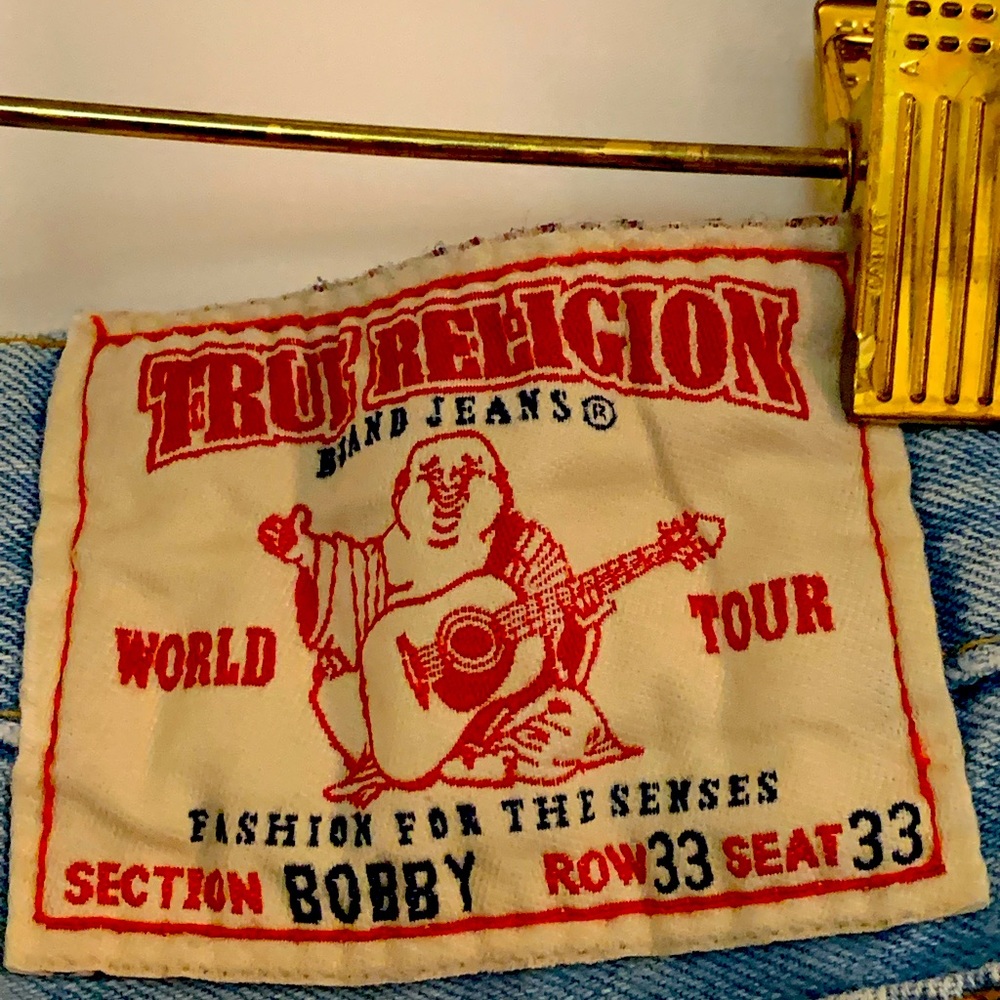 TRUE RELIGION
BRAND JEANS®
WORLD TOUR
FASHION FOR THE SENSES
SECTION BOBBY ROW 33 SEAT 33